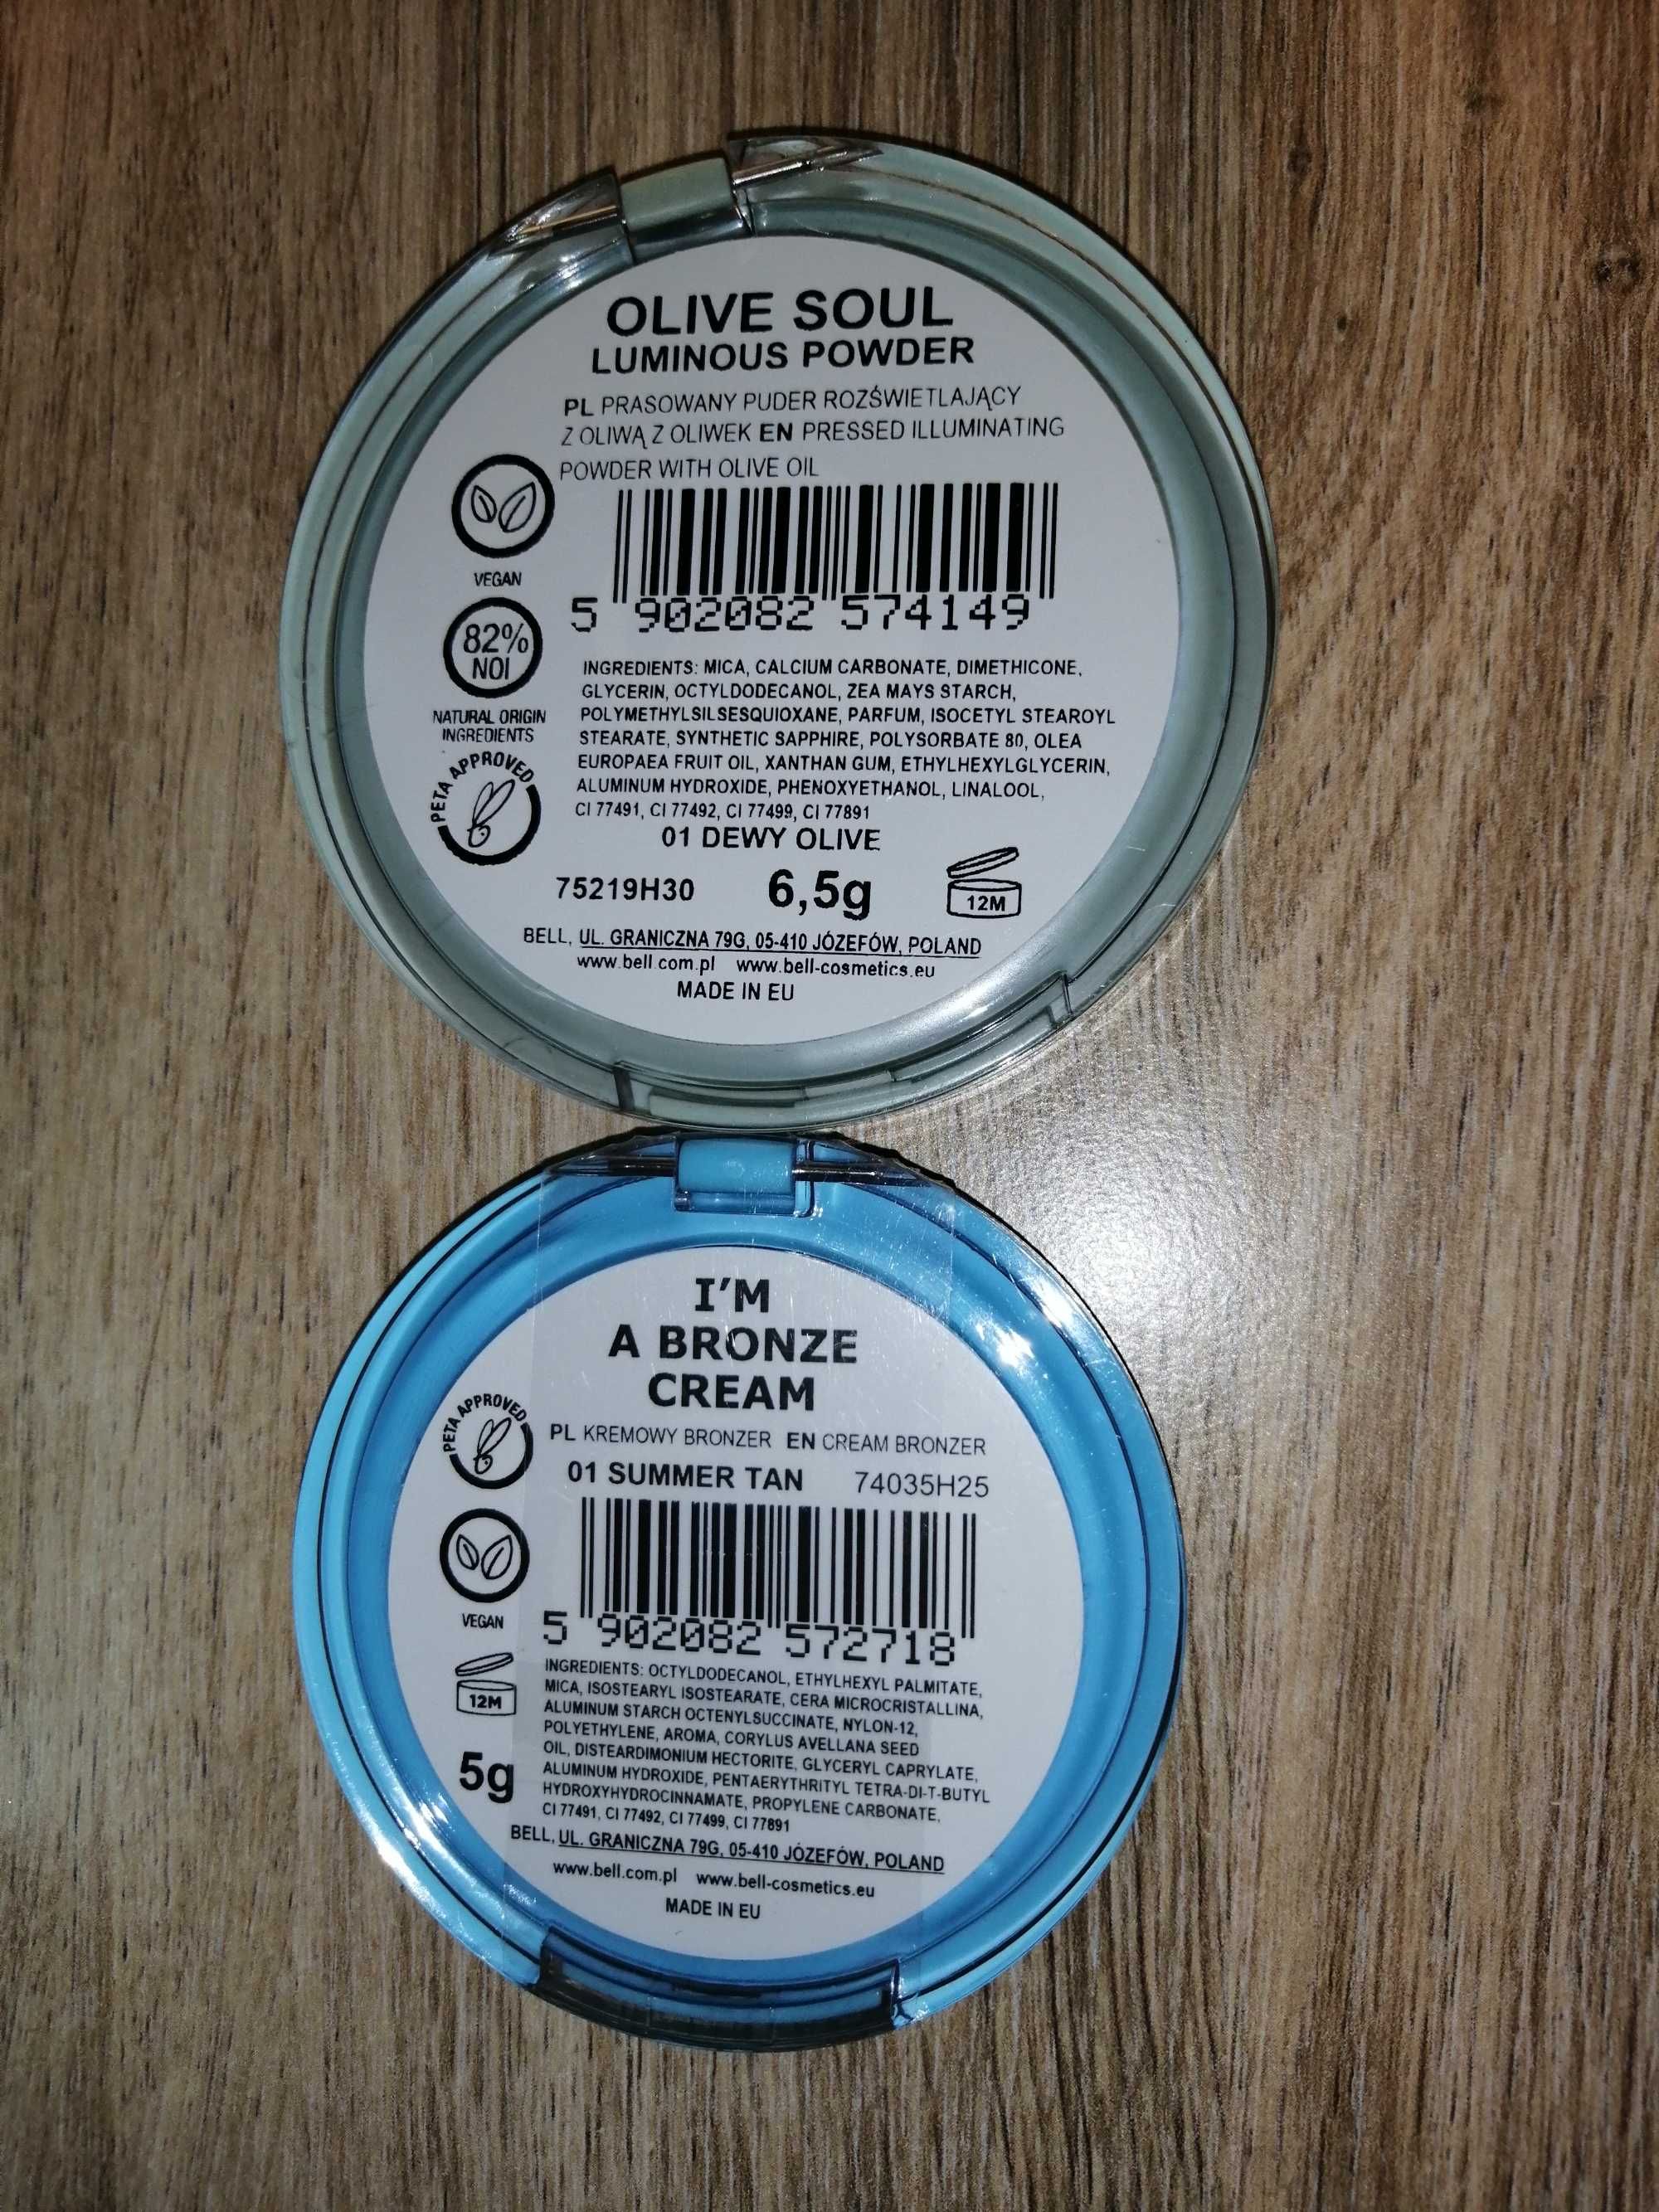 OLIVE SOUL
LUMINOUS POWDER
PL PRASOWANY PUDER ROZŚWIETLAJĄCY
Z OLIWĄ Z OLIWEK EN PRESSED ILLUMINATING
POWDER WITH OLIVE OIL
VEGAN
5 902082 574149
82%
NOI
NATURAL ORIGIN
INGREDIENTS
PETA APPROVED
INGREDIENTS: MICA, CALCIUM CARBONATE, DIMETHICONE,
GLYCERIN, OCTYLDODECANOL, ZEA MAYS STARCH,
POLYMETHYLSILSESQUIOXANE, PARFUM, ISOCETYL STEAROYL
STEARATE, SYNTHETIC SAPPHIRE, POLYSORBATE 80, OLEA
EUROPAEA FRUIT OIL, XANTHAN GUM, ETHYLHEXYLGLYCERIN,
ALUMINUM HYDROXIDE, PHENOXYETHANOL, LINALOOL,
CI 77491, CI 77492, CI 77499, CI 77891
01 DEWY OLIVE
75219H30 6,5g 12M
BELL, UL. GRANICZNA 79G, 05-410 JÓZEFÓW, POLAND
www.bell.com.pl www.bell-cosmetics.eu
MADE IN EU
I'M
A BRONZE
CREAM
PETA APPROVED
PL KREMOWY BRONZER EN CREAM BRONZER
01 SUMMER TAN 74035H25
VEGAN
5 902082 572718
12M
5g
INGREDIENTS: OCTYLDODECANOL, ETHYLHEXYL PALMITATE,
MICA, ISOSTEARYL ISOSTEARATE, CERA MICROCRISTALLINA,
ALUMINUM STARCH OCTENYLSUCCINATE, NYLON-12,
POLYETHYLENE, AROMA, CORYLUS AVELLANA SEED
OIL, DISTEARDIMONIUM HECTORITE, GLYCERYL CAPRYLATE,
ALUMINUM HYDROXIDE, PENTAERYTHRITYL TETRA-DI-T-BUTYL
HYDROXYHYDROCINNAMATE, PROPYLENE CARBONATE,
CI 77491, CI 77492, CI 77499, CI 77891
BELL, UL. GRANICZNA 79G, 05-410 JÓZEFÓW, POLAND
www.bell.com.pl www.bell-cosmetics.eu
MADE IN EU